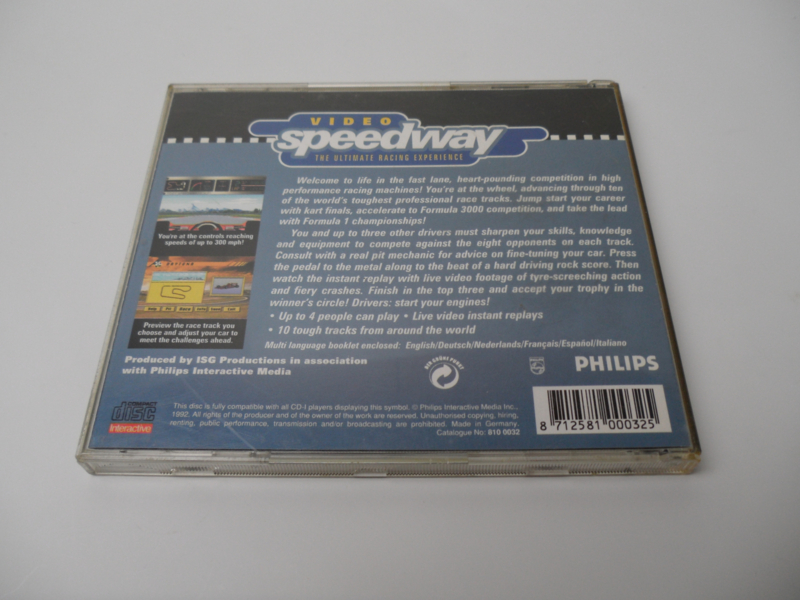 VIDEO
speedway
THE ULTIMATE RACING EXPERIENCE
Welcome to life in the fast lane, heart-pounding competition in high
performance racing machines! You're at the wheel, advancing through ten
of the world's toughest professional race tracks. Jump start your career
with kart finals, accelerate to Formula 3000 competition, and take the lead
with Formula 1 championships!
You and up to three other drivers must sharpen your skills, knowledge
and equipment to compete against the eight opponents on each track.
Consult with a real pit mechanic for advice on fine-tuning your car. Press
the pedal to the metal along to the beat of a hard driving rock score. Then
watch the instant replay with live video footage of tyre-screeching action
and fiery crashes. Finish in the top three and accept your trophy in the
winner's circle! Drivers: start your engines!
• Up to 4 people can play • Live video instant replays
• 10 tough tracks from around the world
Multi language booklet enclosed: English/Deutsch/Nederlands/Français/Español/Italiano
You're at the controls reaching
speeds of up to 300 mph!
Preview the race track you
choose and adjust your car to
meet the challenges ahead.
Produced by ISG Productions in association
with Philips Interactive Media
DER GRÜNE PUNKT
PHILIPS
PHILIPS
COMPACT
disc
Interactive
This disc is fully compatible with all CD-I players displaying this symbol. © Philips Interactive Media Inc.,
1992. All rights of the producer and of the owner of the work are reserved. Unauthorised copying, hiring,
renting, public performance, transmission and/or broadcasting are prohibited. Made in Germany.
Catalogue No: 810 0032
8 712581 000325